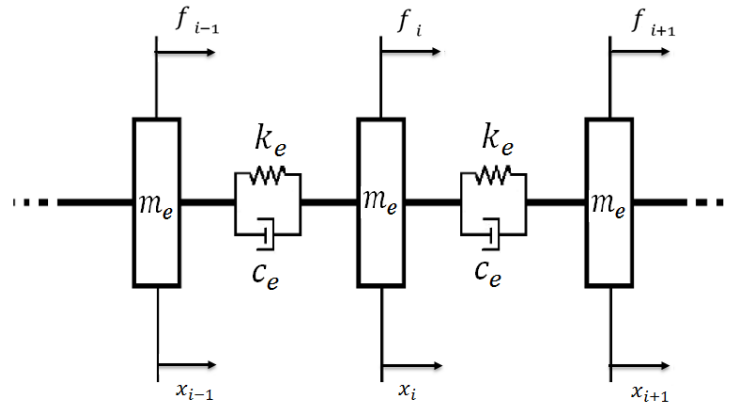 f i−1 f i f i+1
k e k e
m e m e m e
c e c e
x i−1 x i x i+1